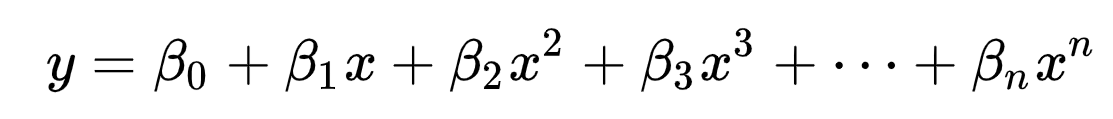 y = β₀ + β₁x + β₂x² + β₃x³ + ⋯ + βₙxⁿ